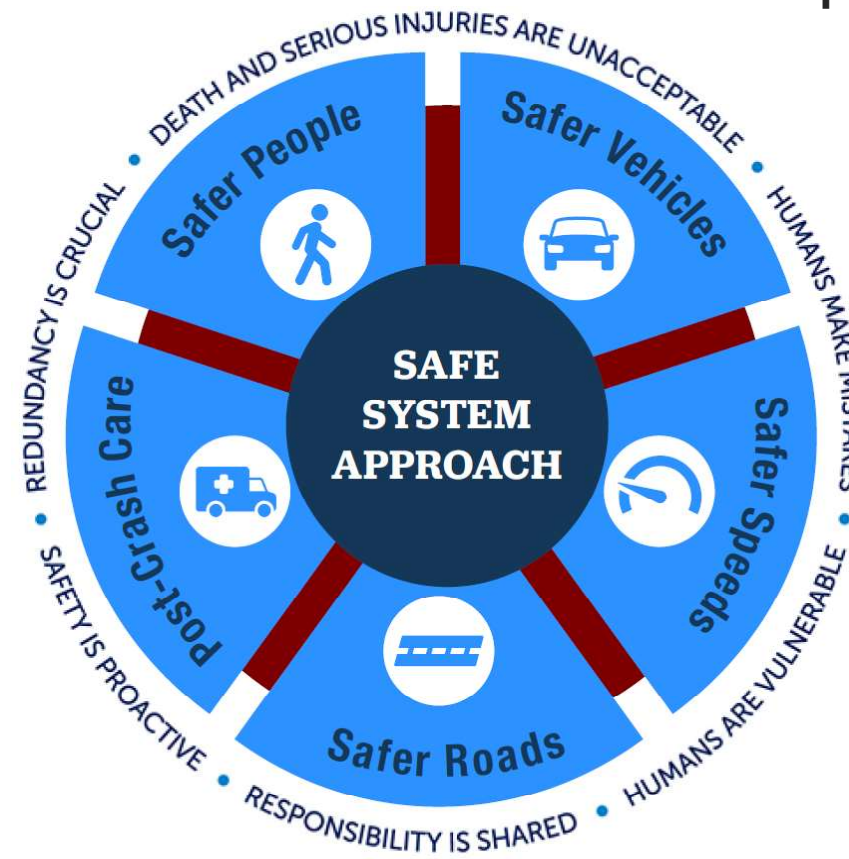 DEATH AND SERIOUS INJURIES ARE UNACCEPTABLE
HUMANS MAKE MISTAKES
HUMANS ARE VULNERABLE
RESPONSIBILITY IS SHARED
SAFETY IS PROACTIVE
REDUNDANCY IS CRUCIAL
Safer People
Safer Vehicles
Safer Speeds
Safer Roads
Post-Crash Care
SAFE
SYSTEM
APPROACH